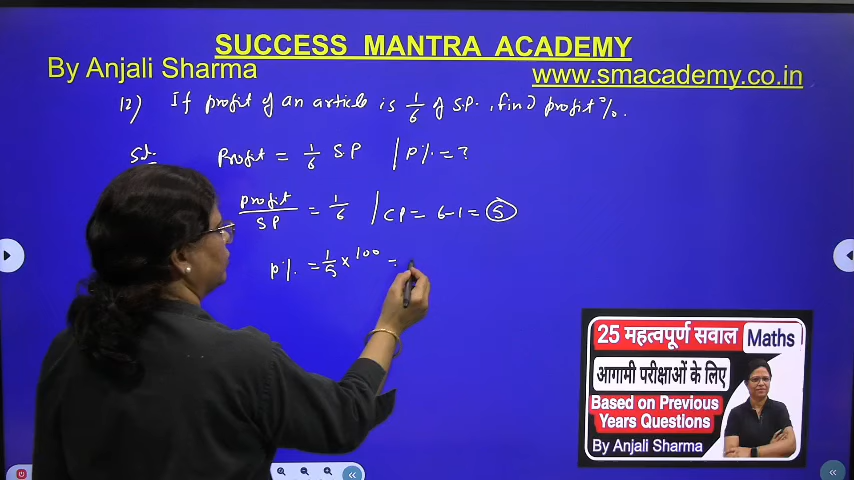 SUCCESS MANTRA ACADEMY
By Anjali Sharma
www.smacademy.co.in
12) If profit of an article is 1/6 of S.P. , find profit %.
Sol.
Profit = 1/6 S.P | P% = ?
profit/SP = 1/6 | CP = 6-1 = 5
P% = 1/5 × 100 =
25 महत्वपूर्ण सवाल Maths
आगामी परीक्षाओं के लिए
Based on Previous
Years Questions
By Anjali Sharma